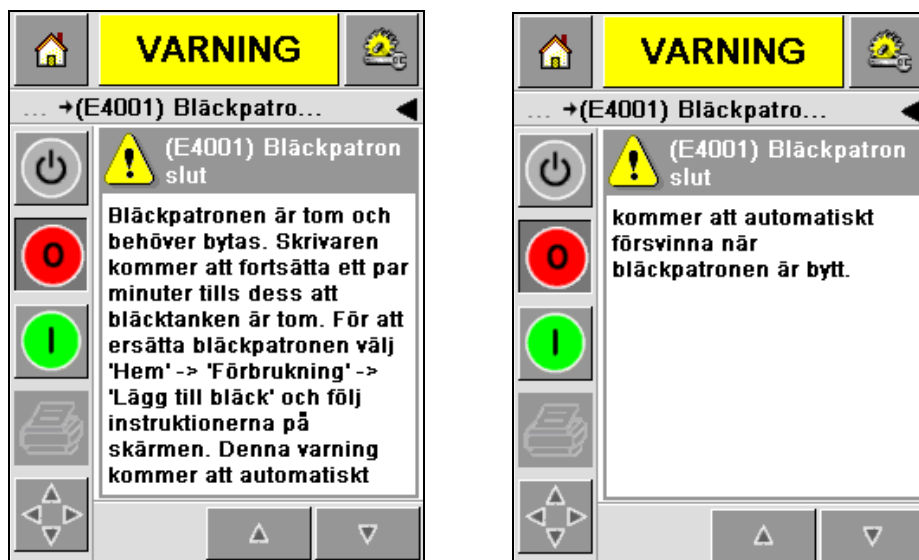 VARNING
... →(E4001) Bläckpatro...
(E4001) Bläckpatron
slut
Bläckpatronen är tom och
behöver bytas. Skrivaren
kommer att fortsätta ett par
minuter tills dess att
bläcktanken är tom. För att
ersätta bläckpatronen välj
'Hem' -> 'Förbrukning' ->
'Lägg till bläck' och följ
instruktionerna på
skärmen. Denna varning
kommer att automatiskt
VARNING
... →(E4001) Bläckpatro...
(E4001) Bläckpatron
slut
kommer att automatiskt
försvinna när
bläckpatronen är bytt.